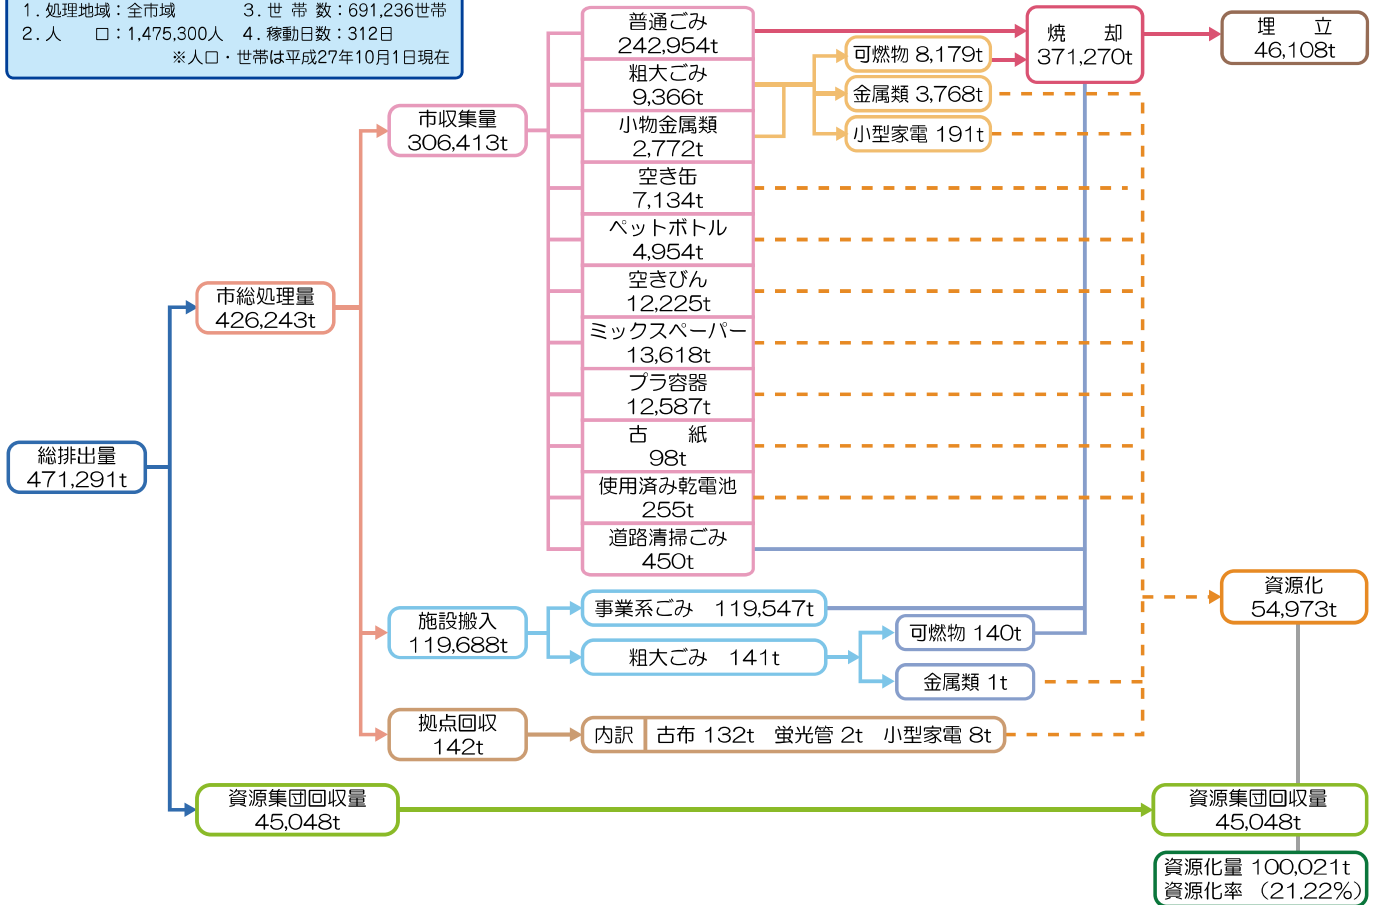 1．処理地域：全市域　3．世 帯 数：691,236世帯
2．人　　口：1,475,300人　4．稼動日数：312日
※人口・世帯は平成27年10月1日現在
総排出量
471,291t
市総処理量
426,243t
市収集量
306,413t
普通ごみ
242,954t
粗大ごみ
9,366t
小物金属類
2,772t
空き缶
7,134t
ペットボトル
4,954t
空きびん
12,225t
ミックスペーパー
13,618t
プラ容器
12,587t
古　　紙
98t
使用済み乾電池
255t
道路清掃ごみ
450t
可燃物 8,179t
金属類 3,768t
小型家電 191t
焼　　却
371,270t
埋　　立
46,108t
施設搬入
119,688t
事業系ごみ　119,547t
粗大ごみ　141t
可燃物 140t
金属類 1t
拠点回収
142t
内訳　古布 132t　蛍光管 2t　小型家電 8t
資源化
54,973t
資源集団回収量
45,048t
資源集団回収量
45,048t
資源化量 100,021t
資源化率 （21.22%）